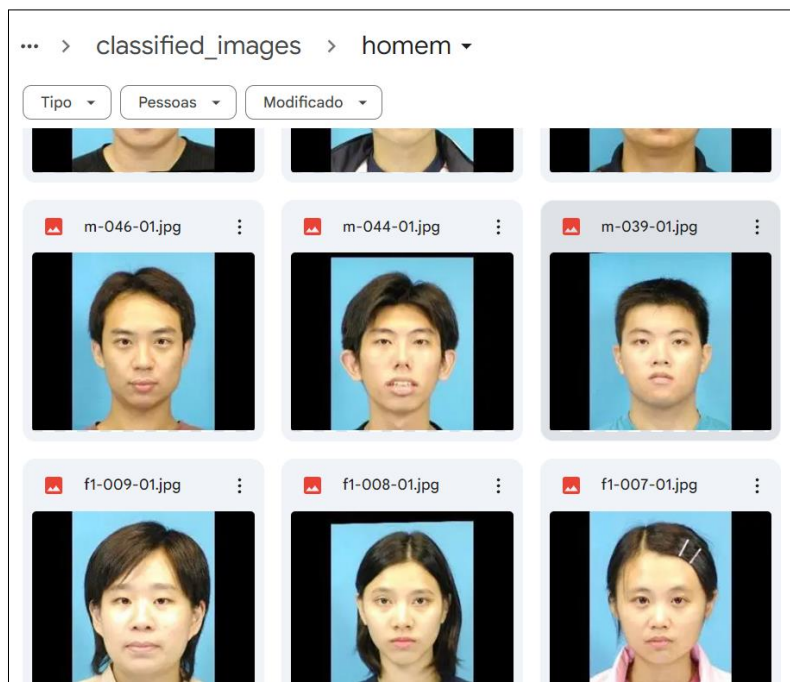 ... > classified_images > homem
Tipo Pessoas Modificado
m-046-01.jpg m-044-01.jpg m-039-01.jpg
f1-009-01.jpg f1-008-01.jpg f1-007-01.jpg